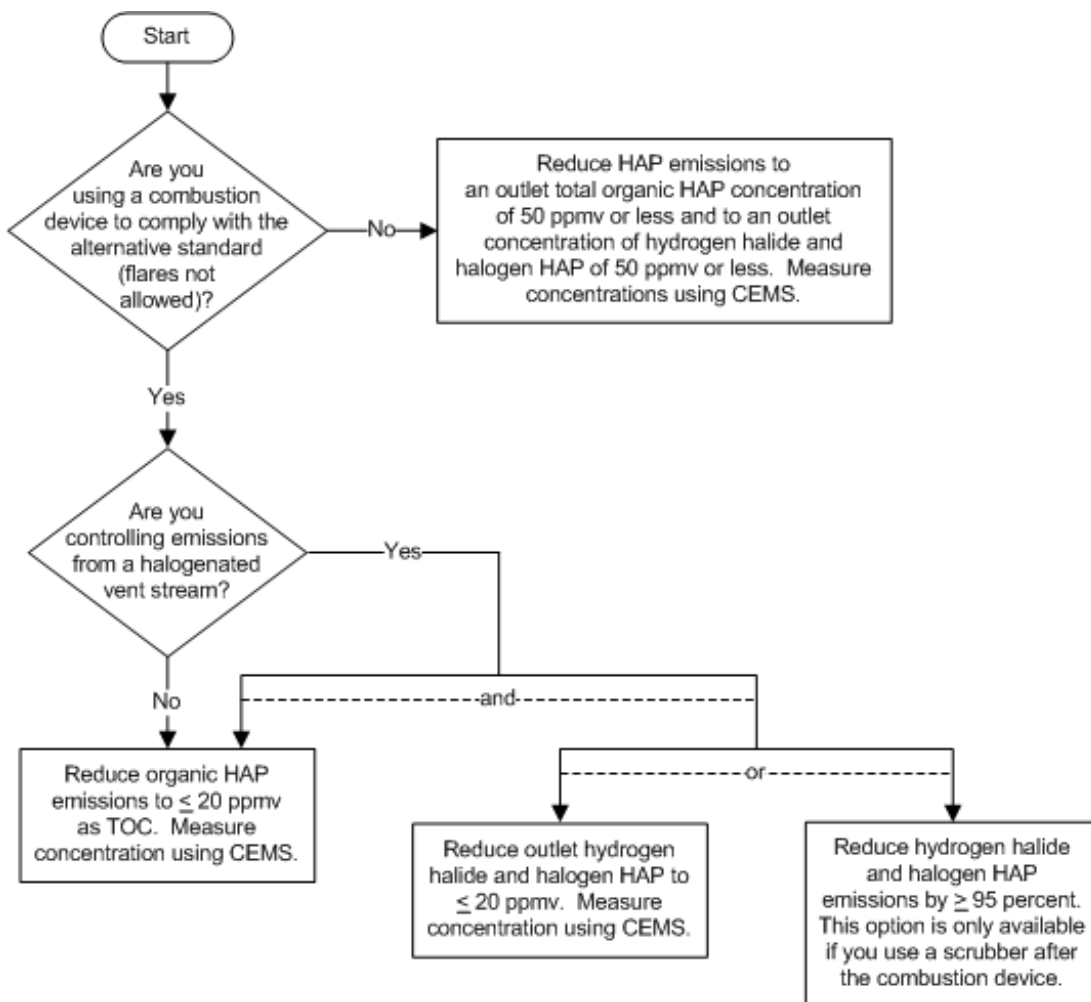 Start
Are you
using a combustion
device to comply with the
alternative standard
(flares not
allowed)?
No
Reduce HAP emissions to
an outlet total organic HAP concentration
of 50 ppmv or less and to an outlet
concentration of hydrogen halide and
halogen HAP of 50 ppmv or less. Measure
concentrations using CEMS.
Yes
Are you
controlling emissions
from a halogenated
vent stream?
Yes
No
and
Reduce organic HAP
emissions to ≤ 20 ppmv
as TOC. Measure
concentration using CEMS.
or
Reduce outlet hydrogen
halide and halogen HAP to
≤ 20 ppmv. Measure
concentration using CEMS.
Reduce hydrogen halide
and halogen HAP
emissions by ≥ 95 percent.
This option is only available
if you use a scrubber after
the combustion device.